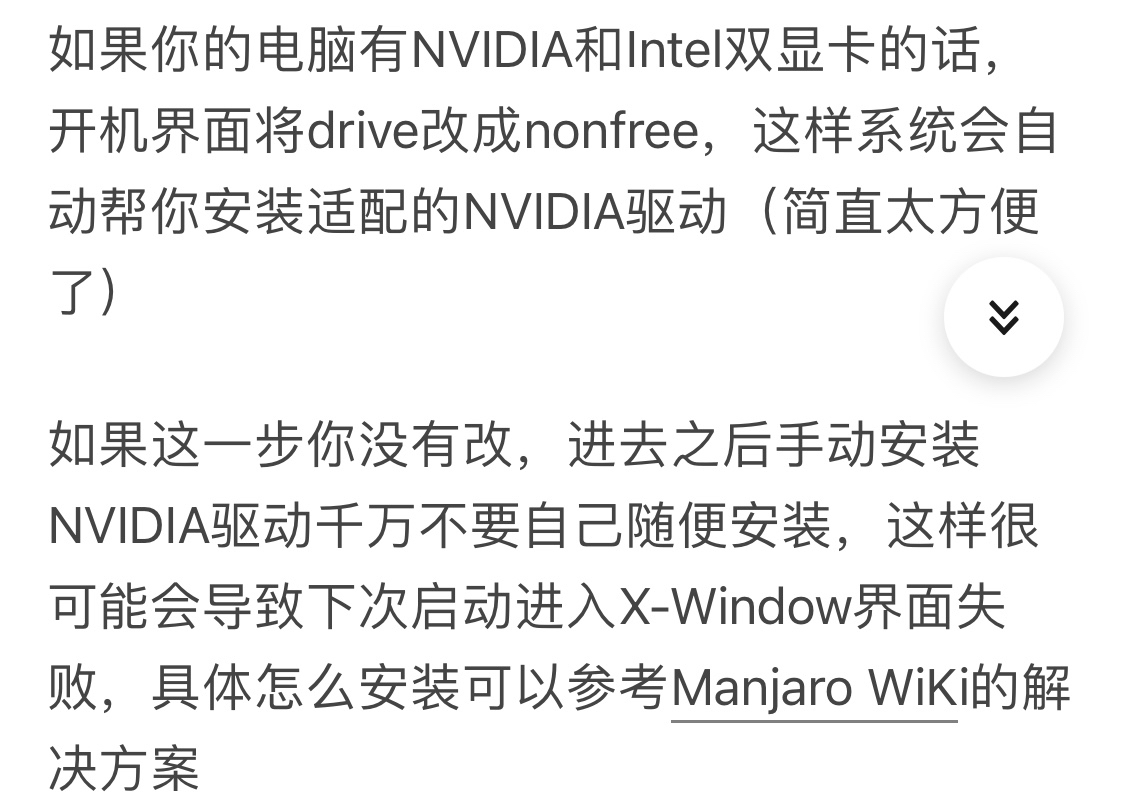 如果你的电脑有NVIDIA和Intel双显卡的话，
开机界面将drive改成nonfree，这样系统会自
动帮你安装适配的NVIDIA驱动（简直太方便
了）
如果这一步你没有改，进去之后手动安装
NVIDIA驱动千万不要自己随便安装，这样很
可能会导致下次启动进入X-Window界面失
败，具体怎么安装可以参考Manjaro WiKi的解
决方案